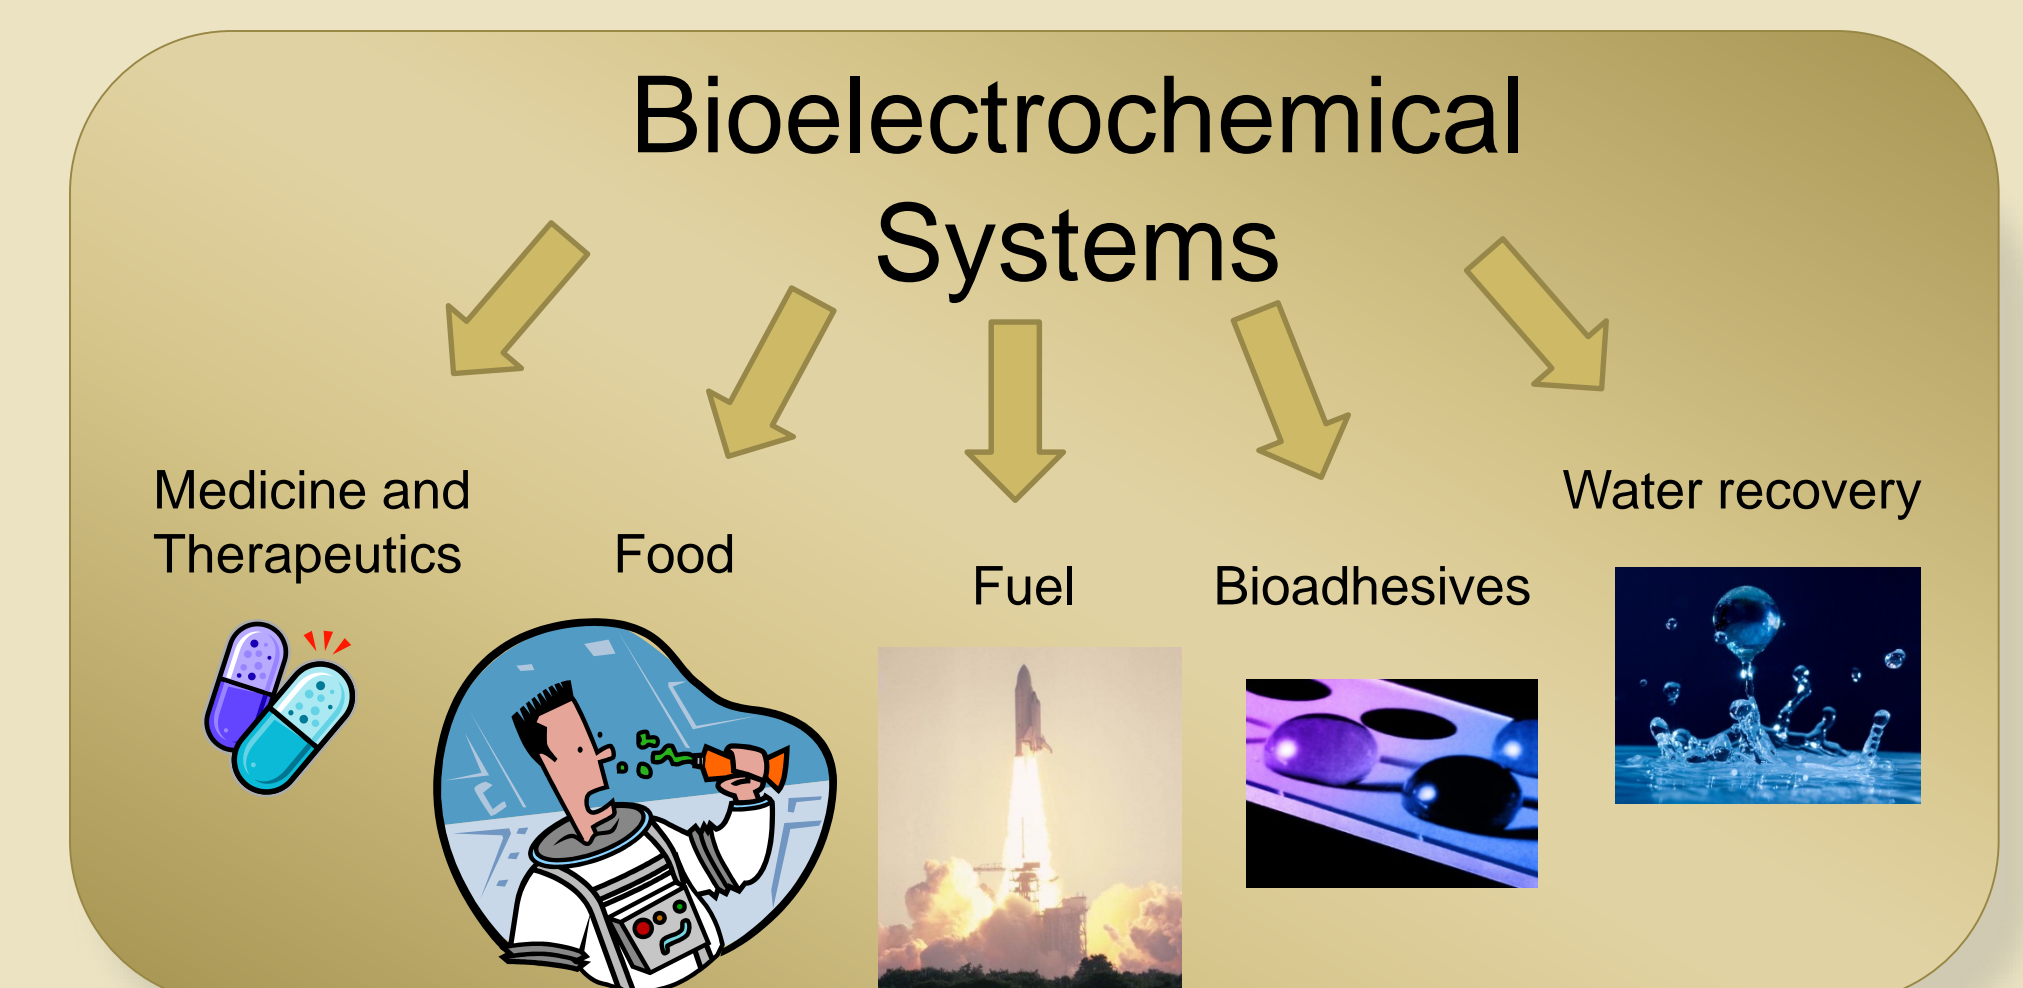 Bioelectrochemical
Systems
Medicine and
Therapeutics
Food
Fuel
Bioadhesives
Water recovery